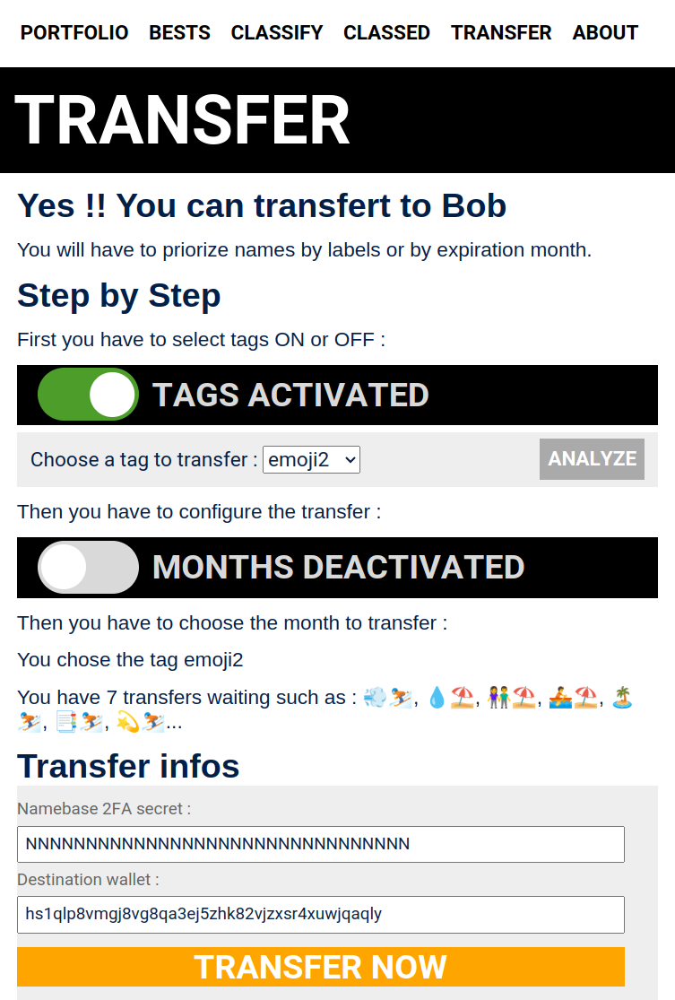 PORTFOLIO BESTS CLASSIFY CLASSED TRANSFER ABOUT
TRANSFER
Yes !! You can transfert to Bob
You will have to priorize names by labels or by expiration month.
Step by Step
First you have to select tags ON or OFF :
TAGS ACTIVATED
Choose a tag to transfer : emoji2 ANALYZE
Then you have to configure the transfer :
MONTHS DEACTIVATED
Then you have to choose the month to transfer :
You chose the tag emoji2
You have 7 transfers waiting such as : 💨⛷, 💧⛱, 👫⛱, 🚣⛱, 🏝
⛷, 📑⛷, 💫⛷...
Transfer infos
Namebase 2FA secret :
NNNNNNNNNNNNNNNNNNNNNNNNNNNNNNNN
Destination wallet :
hs1qlp8vmgj8vg8qa3ej5zhk82vjzxsr4xuwjqaqly
TRANSFER NOW